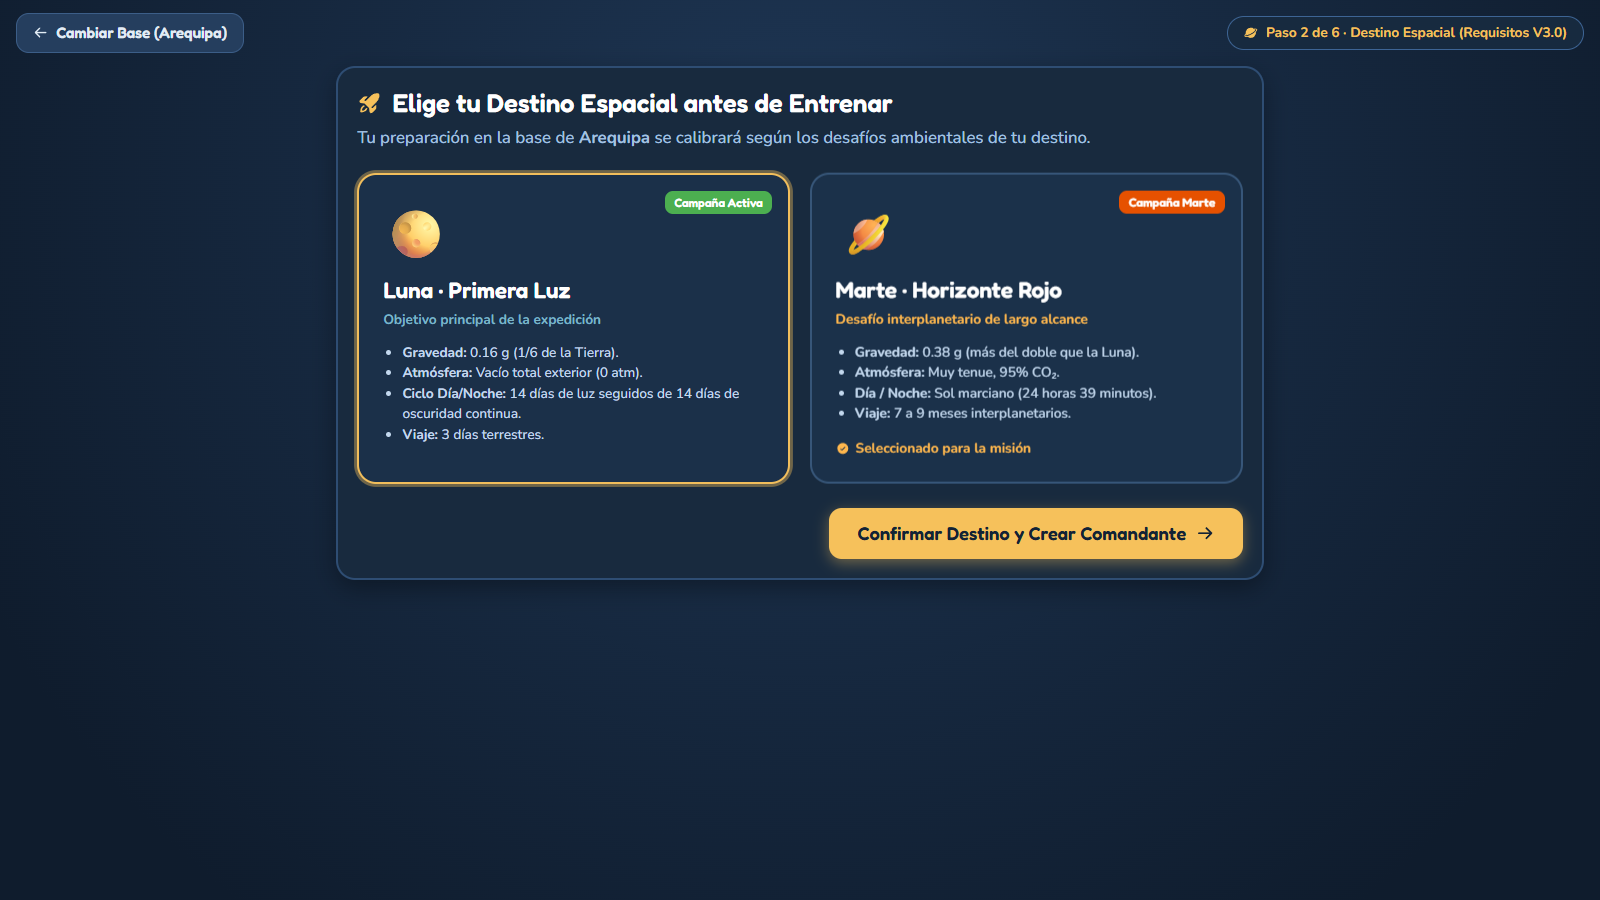 ← Cambiar Base (Arequipa)
Paso 2 de 6 · Destino Espacial (Requisitos V3.0)
Elige tu Destino Espacial antes de Entrenar
Tu preparación en la base de Arequipa se calibrará según los desafíos ambientales de tu destino.
Campaña Activa
Luna · Primera Luz
Objetivo principal de la expedición
• Gravedad: 0.16 g (1/6 de la Tierra).
• Atmósfera: Vacío total exterior (0 atm).
• Ciclo Día/Noche: 14 días de luz seguidos de 14 días de
oscuridad continua.
• Viaje: 3 días terrestres.
Campaña Marte
Marte · Horizonte Rojo
Desafío interplanetario de largo alcance
• Gravedad: 0.38 g (más del doble que la Luna).
• Atmósfera: Muy tenue, 95% CO₂.
• Día / Noche: Sol marciano (24 horas 39 minutos).
• Viaje: 7 a 9 meses interplanetarios.
Seleccionado para la misión
Confirmar Destino y Crear Comandante →